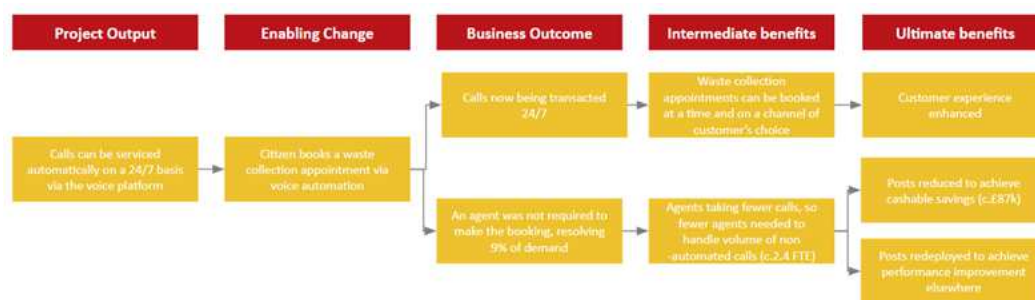 Project Output
Enabling Change
Business Outcome
Intermediate benefits
Ultimate benefits
Calls can be serviced
automatically on a 24/7 basis
via the voice platform
Citizen books a waste
collection appointment via
voice automation
Calls now being transacted
24/7
Waste collection
appointments can be booked
at a time and on a channel of
customer's choice
Customer experience
enhanced
An agent was not required to
make the booking, resolving
9% of demand
Agents taking fewer calls, so
fewer agents needed to
handle volume of non
-automated calls (c.2.4 FTE)
Posts reduced to achieve
cashable savings (c.£87k)
Posts redeployed to achieve
performance improvement
elsewhere